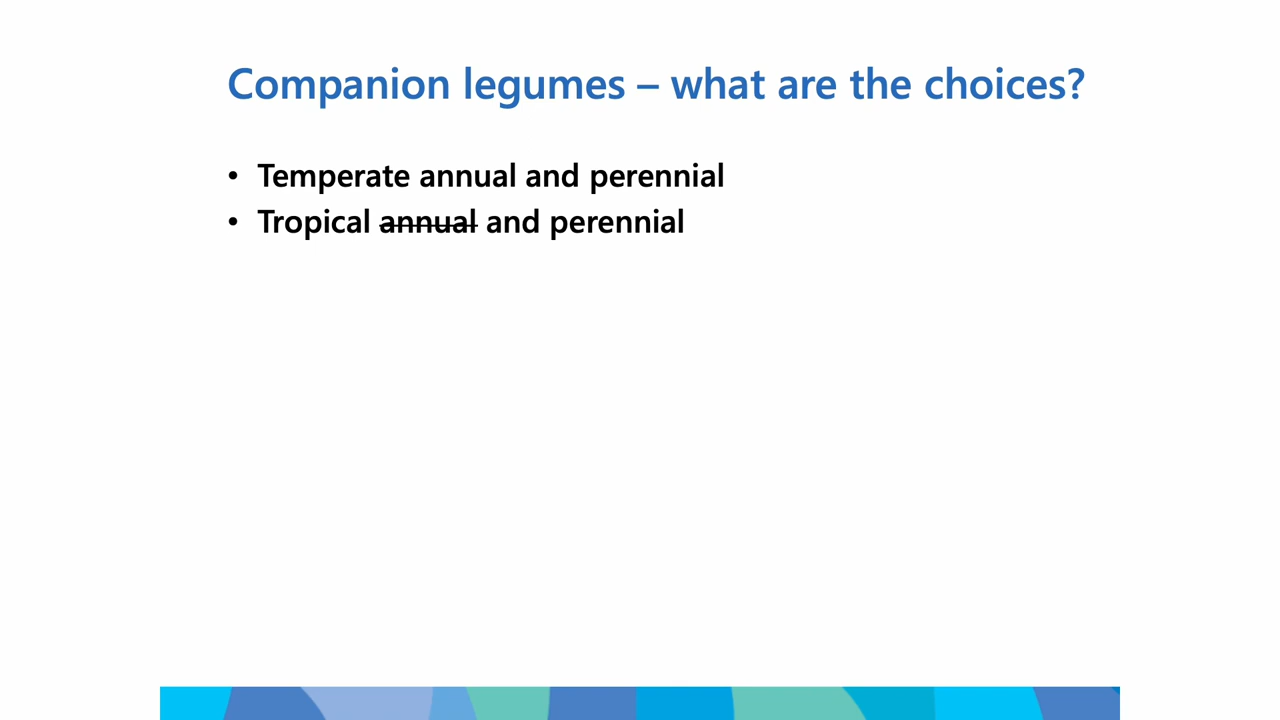 Companion legumes – what are the choices?
• Temperate annual and perennial
• Tropical annual and perennial